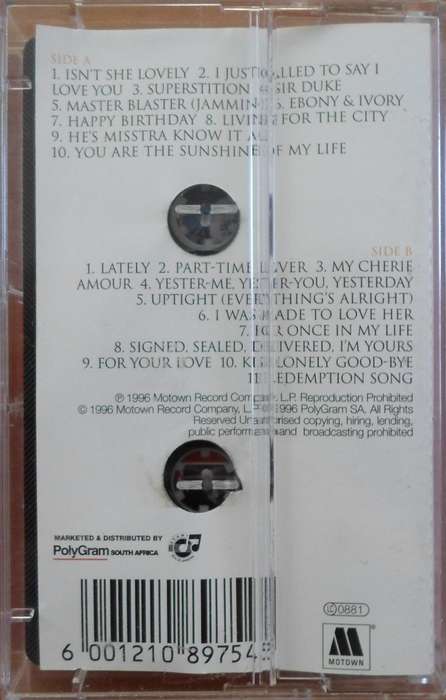 SIDE A
1. ISN'T SHE LOVELY 2. I JUST CALLED TO SAY I
LOVE YOU 3. SUPERSTITION 4. SIR DUKE
5. MASTER BLASTER (JAMMIN') 6. EBONY & IVORY
7. HAPPY BIRTHDAY 8. LIVING FOR THE CITY
9. HE'S MISSTRA KNOW IT ALL
10. YOU ARE THE SUNSHINE OF MY LIFE
SIDE B
1. LATELY 2. PART-TIME LOVER 3. MY CHERIE
AMOUR 4. YESTER-ME, YESTER-YOU, YESTERDAY
5. UPTIGHT (EVERYTHING'S ALRIGHT)
6. I WAS MADE TO LOVE HER
7. FOR ONCE IN MY LIFE
8. SIGNED, SEALED, DELIVERED, I'M YOURS
9. FOR YOUR LOVE 10. KISS LONELY GOOD-BYE
11. REDEMPTION SONG
℗ 1996 Motown Record Company, L.P. Reproduction Prohibited
© 1996 Motown Record Company, L.P. © 1996 PolyGram SA. All Rights
Reserved Unauthorised copying, hiring, lending,
public performance and broadcasting prohibited
MARKETED & DISTRIBUTED BY
PolyGram SOUTH AFRICA
LC 0881
M
MOTOWN
6 001210 89754